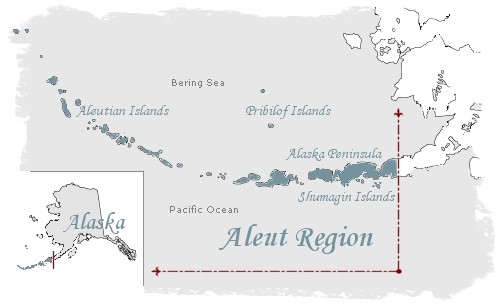 Bering Sea
Aleutian Islands
Pribilof Islands
Alaska Peninsula
Shumagin Islands
Pacific Ocean
Alaska
Aleut Region